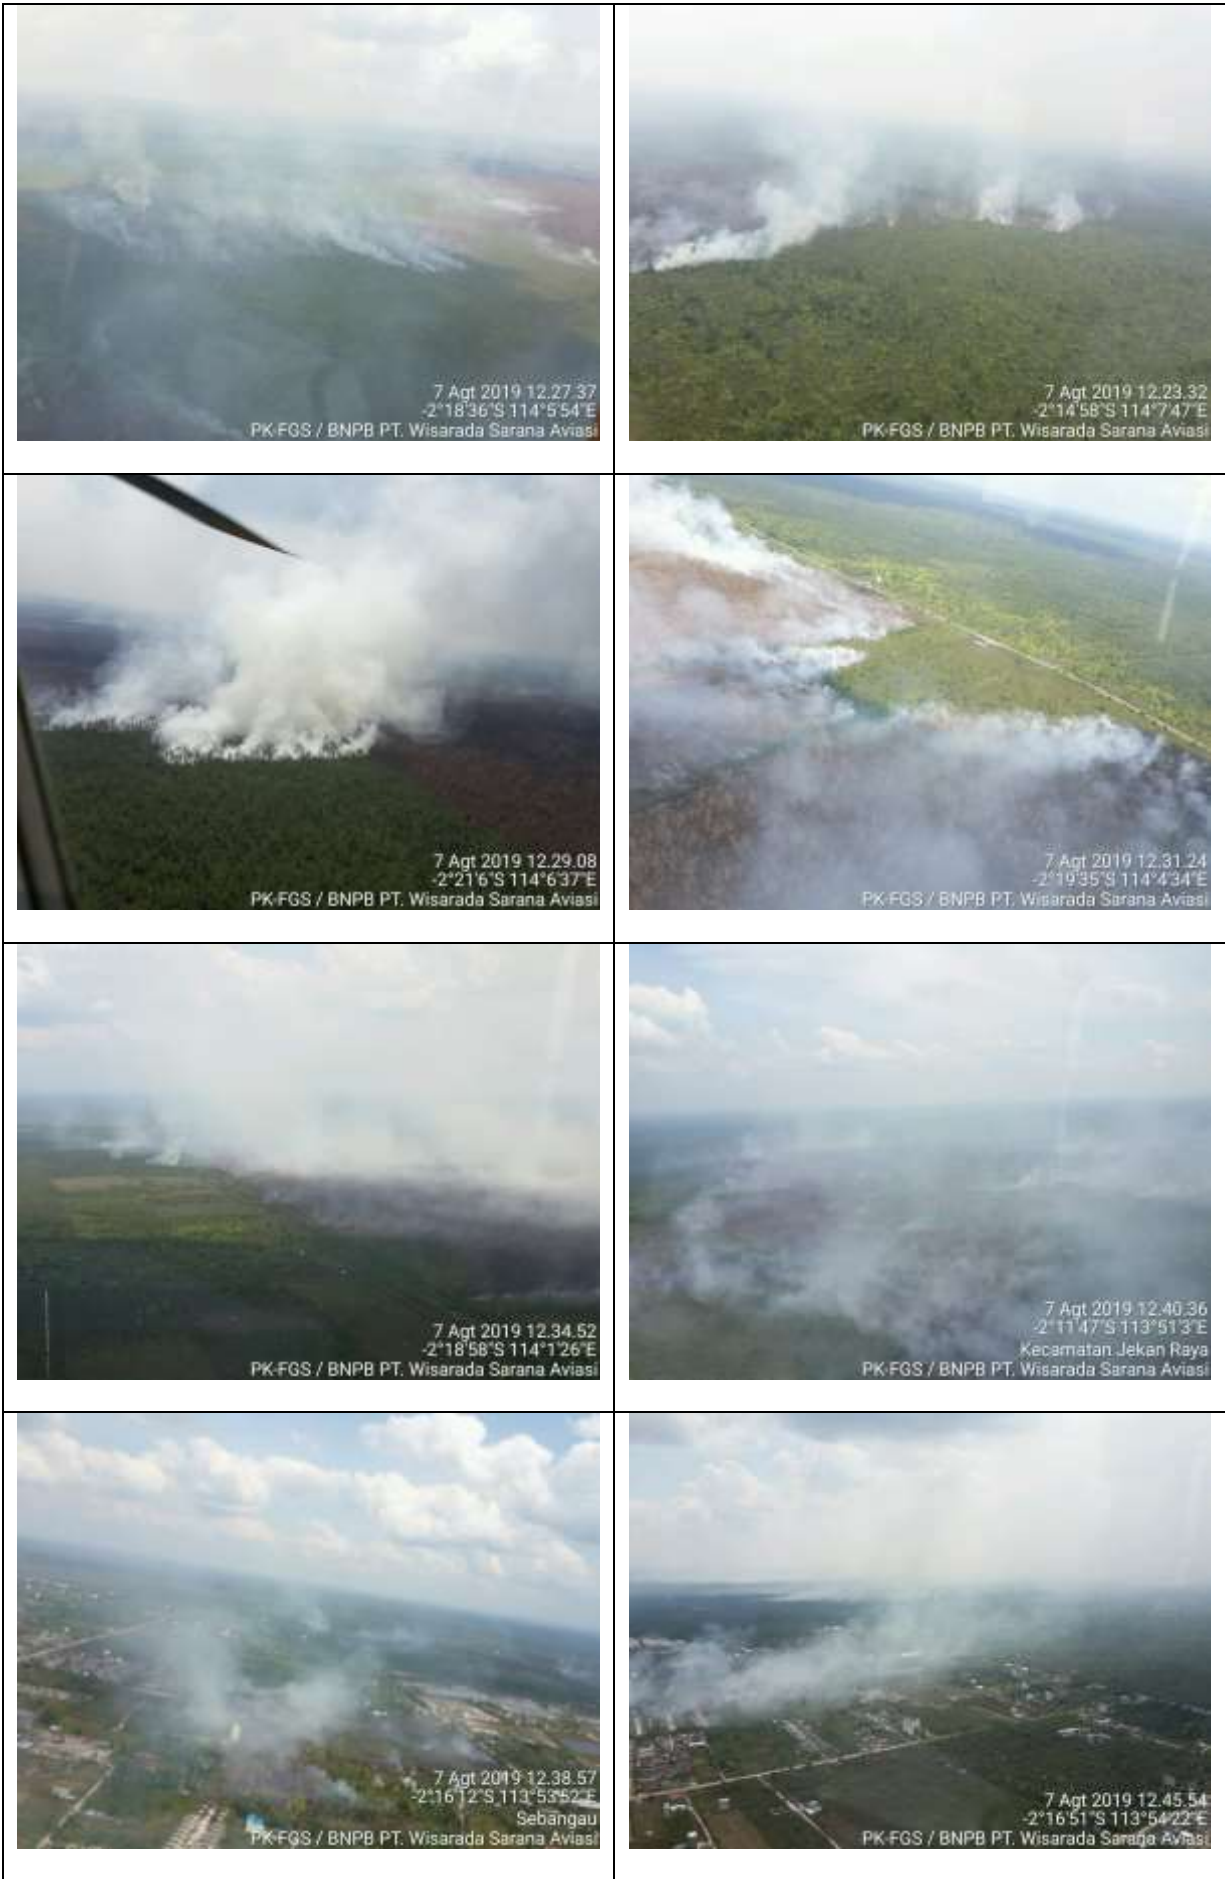 7 Agt 2019 12.27.37
-2°18'36"S 114°5'54"E
PK-FGS / BNPB PT. Wisarada Sarana Aviasi
7 Agt 2019 12.23.32
-2°14'58"S 114°7'47"E
PK-FGS / BNPB PT. Wisarada Sarana Aviasi
7 Agt 2019 12.29.08
-2°21'6"S 114°6'37"E
PK-FGS / BNPB PT. Wisarada Sarana Aviasi
7 Agt 2019 12.31.24
-2°19'35"S 114°4'34"E
PK-FGS / BNPB PT. Wisarada Sarana Aviasi
7 Agt 2019 12.34.52
-2°18'58"S 114°1'26"E
PK-FGS / BNPB PT. Wisarada Sarana Aviasi
7 Agt 2019 12.40.36
-2°11'47"S 113°51'3"E
Kecamatan Jekan Raya
PK-FGS / BNPB PT. Wisarada Sarana Aviasi
7 Agt 2019 12.38.57
-2°16'12"S 113°53'52"E
Sebangau
PK-FGS / BNPB PT. Wisarada Sarana Aviasi
7 Agt 2019 12.45.54
-2°16'51"S 113°54'22"E
PK-FGS / BNPB PT. Wisarada Sarana Aviasi